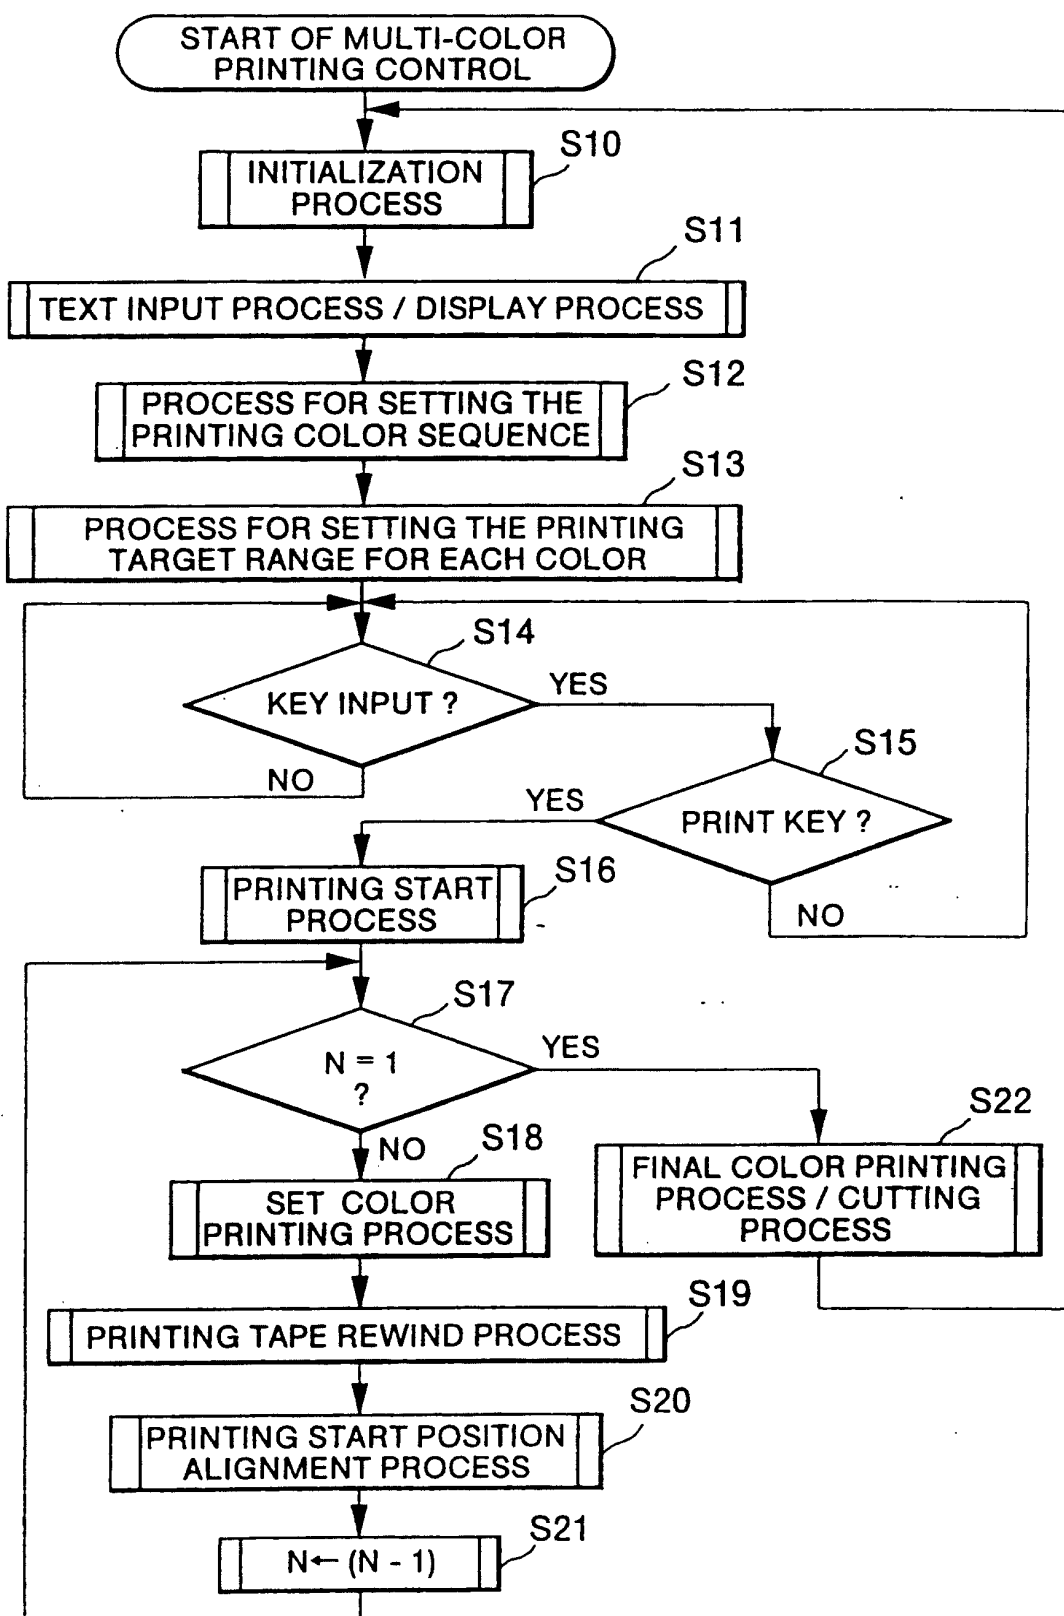 START OF MULTI-COLOR
PRINTING CONTROL
S10
INITIALIZATION
PROCESS
S11
TEXT INPUT PROCESS / DISPLAY PROCESS
S12
PROCESS FOR SETTING THE
PRINTING COLOR SEQUENCE
S13
PROCESS FOR SETTING THE PRINTING
TARGET RANGE FOR EACH COLOR
S14
KEY INPUT ?
YES
NO
S15
PRINT KEY ?
YES
NO
S16
PRINTING START
PROCESS
S17
N = 1
?
YES
NO
S18
SET COLOR
PRINTING PROCESS
S22
FINAL COLOR PRINTING
PROCESS / CUTTING
PROCESS
S19
PRINTING TAPE REWIND PROCESS
S20
PRINTING START POSITION
ALIGNMENT PROCESS
S21
N ← (N - 1)